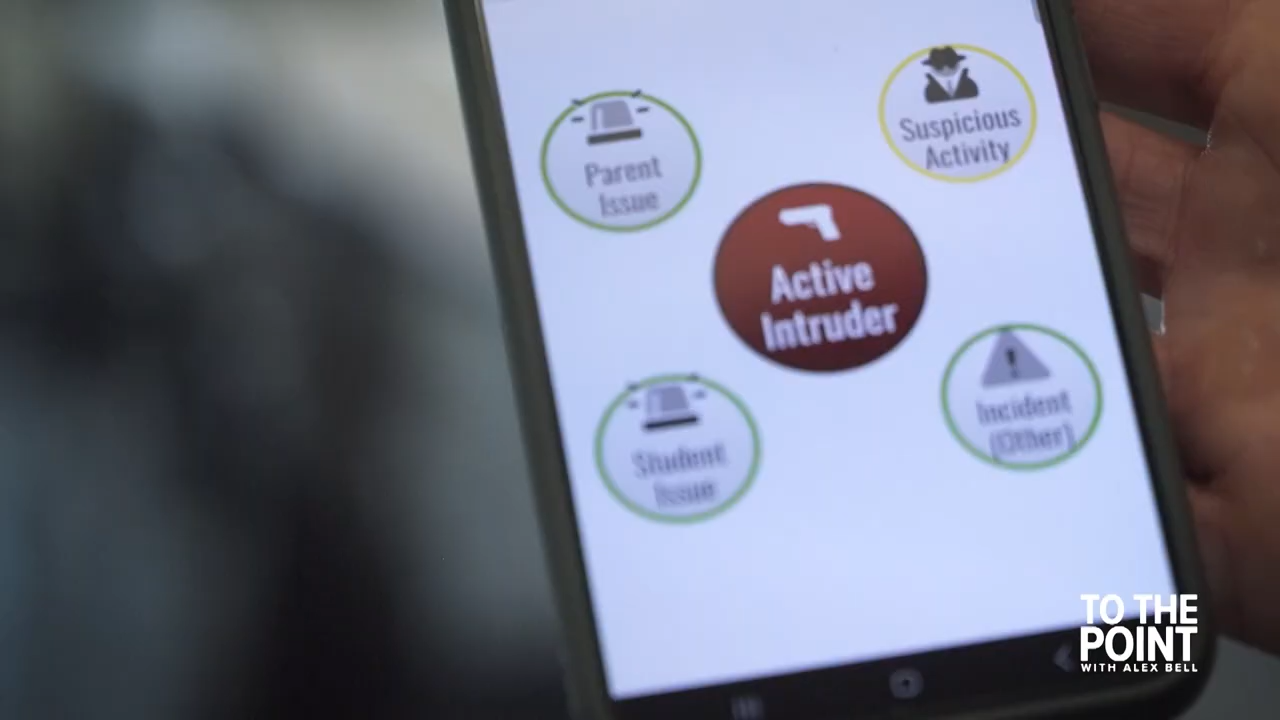 Suspicious
Activity
Parent
Issue
Active
Intruder
Incident
(Other)
Student
Issue
TO THE
POINT
WITH ALEX BELL